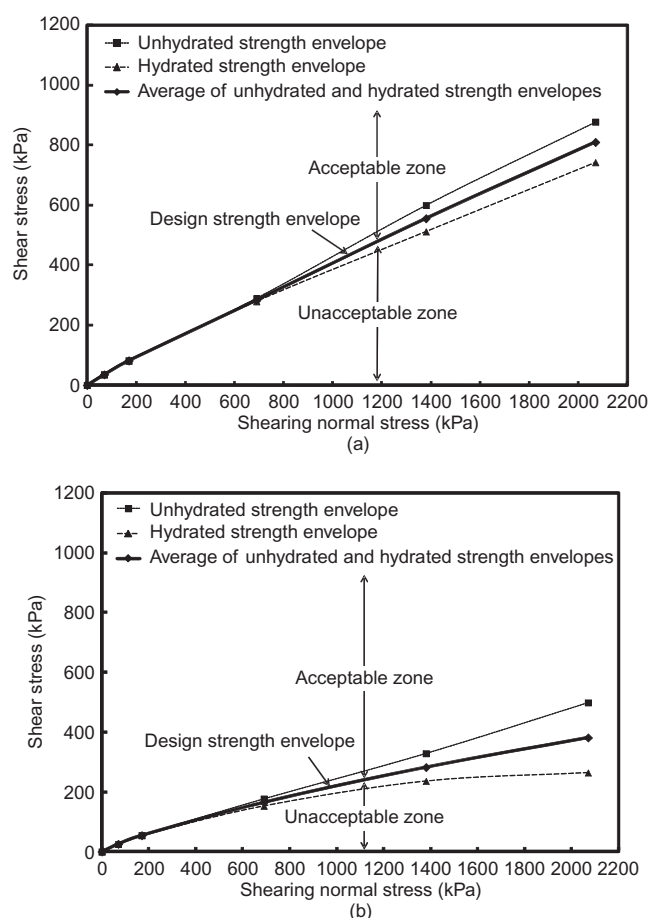 1200
1000
800
600
400
200
0
Shear stress (kPa)
Unhydrated strength envelope
Hydrated strength envelope
Average of unhydrated and hydrated strength envelopes
Acceptable zone
Design strength envelope
Unacceptable zone
0 200 400 600 800 1000 1200 1400 1600 1800 2000 2200
Shearing normal stress (kPa)
(a)
1200
1000
800
600
400
200
0
Shear stress (kPa)
Unhydrated strength envelope
Hydrated strength envelope
Average of unhydrated and hydrated strength envelopes
Acceptable zone
Design strength envelope
Unacceptable zone
0 200 400 600 800 1000 1200 1400 1600 1800 2000 2200
Shearing normal stress (kPa)
(b)